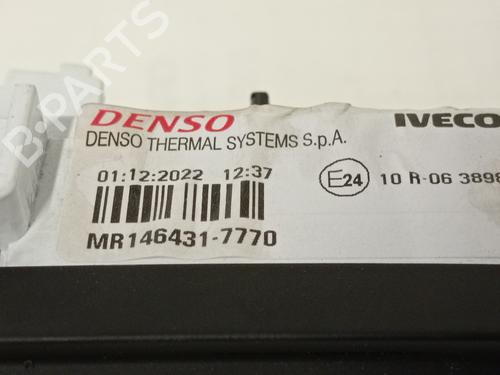 DENSO IVECO
DENSO THERMAL SYSTEMS S.p.A.
01:12:2022 12:37 E24 10 R-06 3898
MR146431-7770
B-PARTS